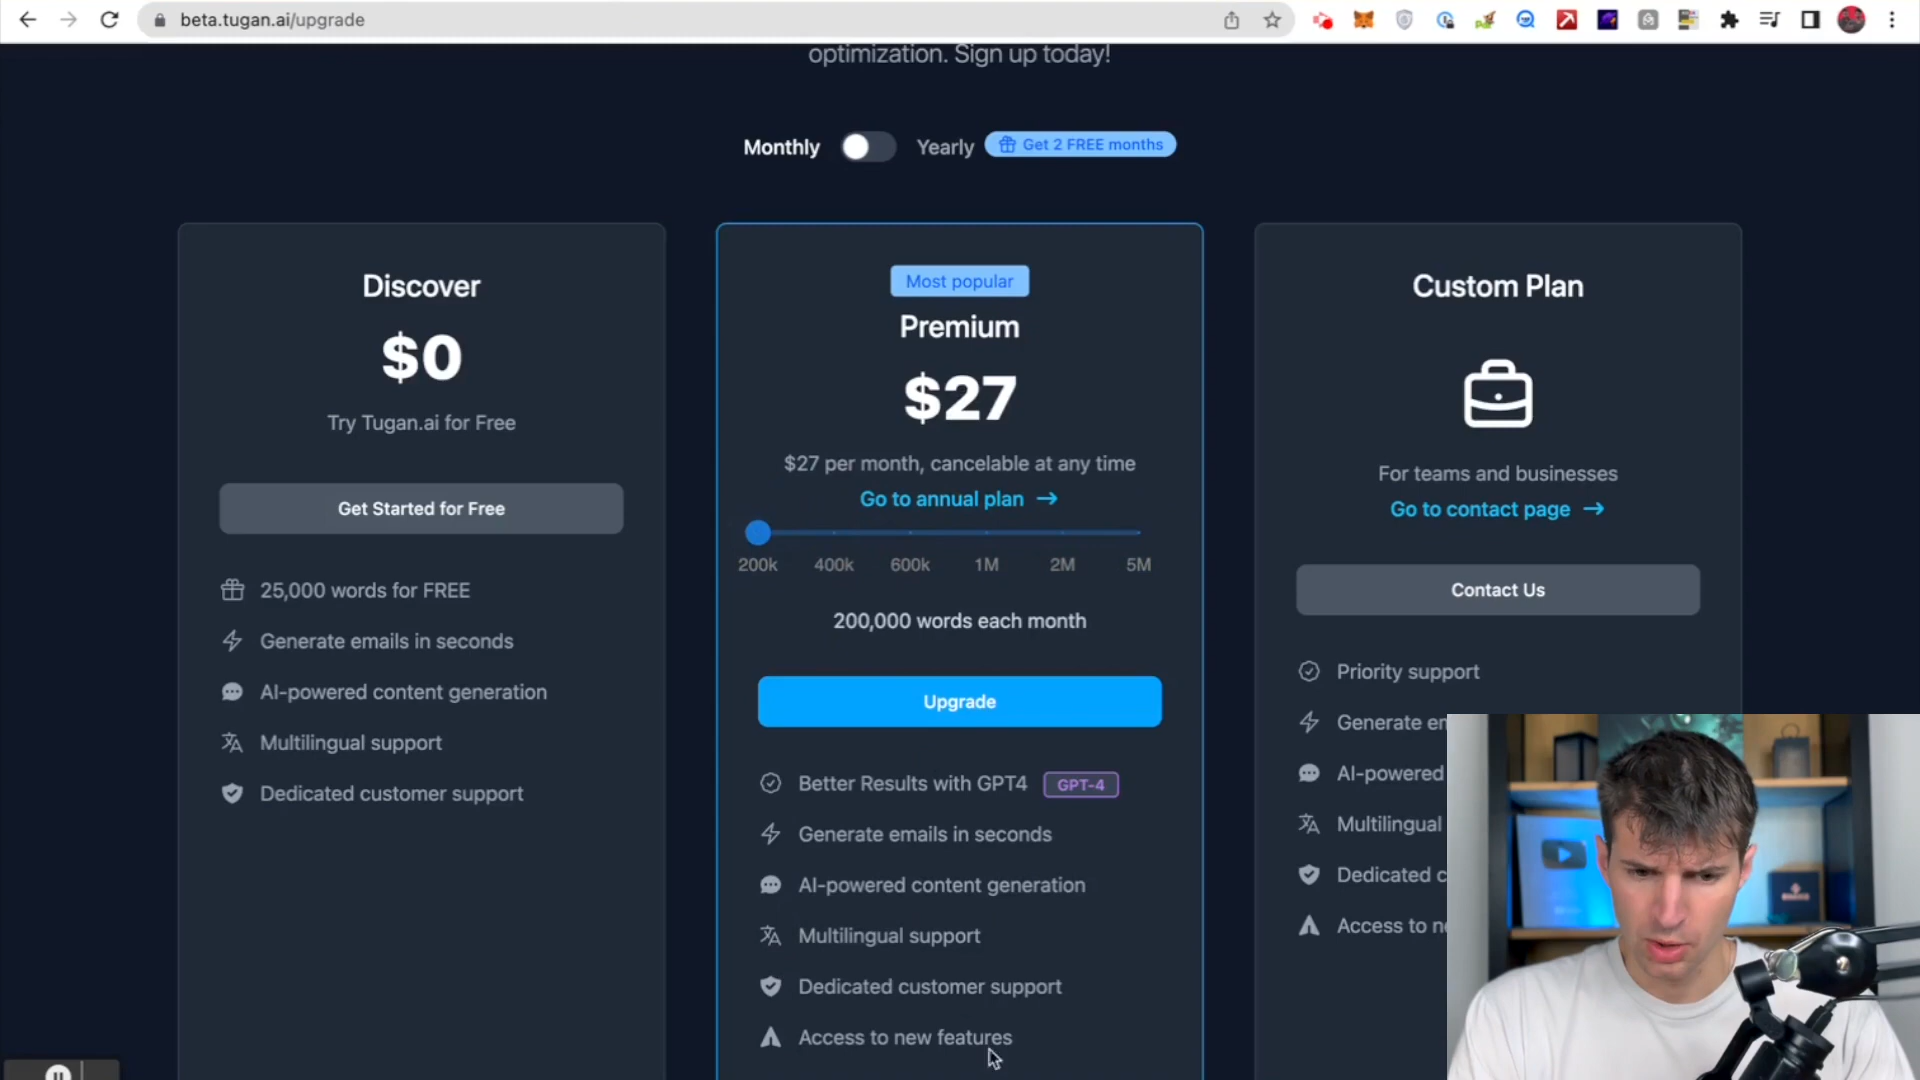 beta.tugan.ai/upgrade
optimization. Sign up today!
Monthly
Yearly
Get 2 FREE months
Discover
$0
Try Tugan.ai for Free
Get Started for Free
25,000 words for FREE
Generate emails in seconds
AI-powered content generation
Multilingual support
Dedicated customer support
Most popular
Premium
$27
$27 per month, cancelable at any time
Go to annual plan →
200k 400k 600k 1M 2M 5M
200,000 words each month
Upgrade
Better Results with GPT4 GPT-4
Generate emails in seconds
AI-powered content generation
Multilingual support
Dedicated customer support
Access to new features
Custom Plan
For teams and businesses
Go to contact page →
Contact Us
Priority support
Generate em
AI-powered
Multilingual
Dedicated c
Access to ne